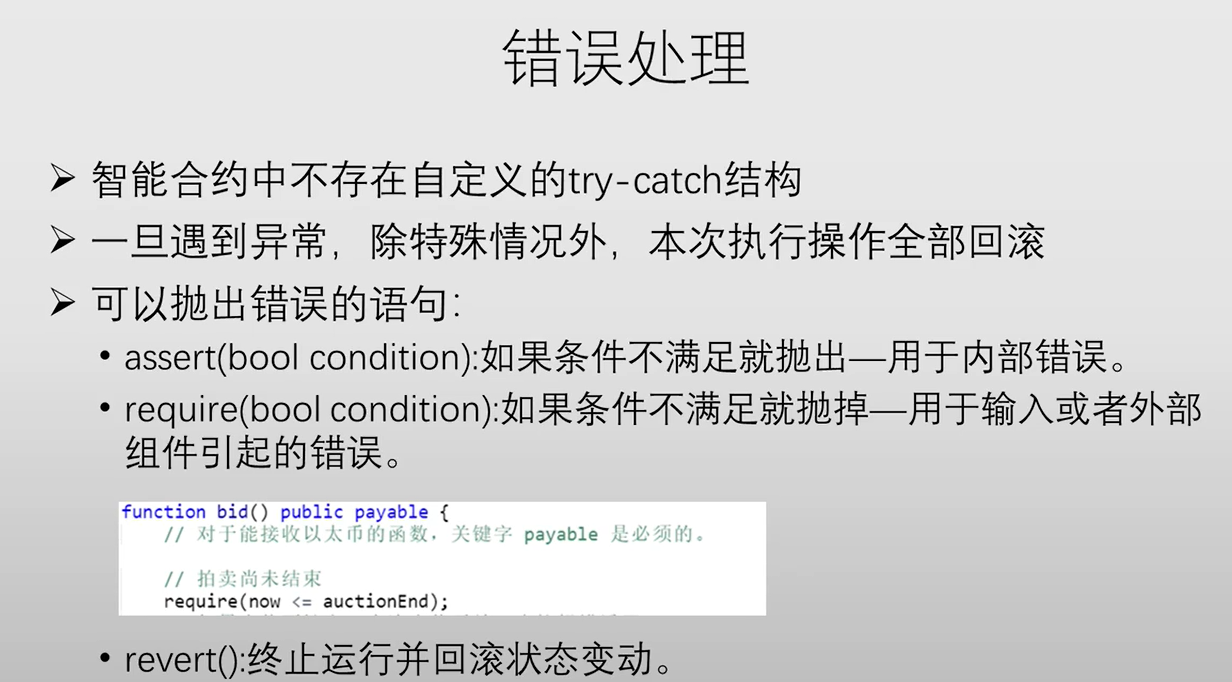 错误处理
➢ 智能合约中不存在自定义的try-catch结构
➢ 一旦遇到异常，除特殊情况外，本次执行操作全部回滚
➢ 可以抛出错误的语句：
• assert(bool condition):如果条件不满足就抛出—用于内部错误。
• require(bool condition):如果条件不满足就抛掉—用于输入或者外部
组件引起的错误。
function bid() public payable {
// 对于能接收以太币的函数，关键字 payable 是必须的。
// 拍卖尚未结束
require(now <= auctionEnd);
• revert():终止运行并回滚状态变动。